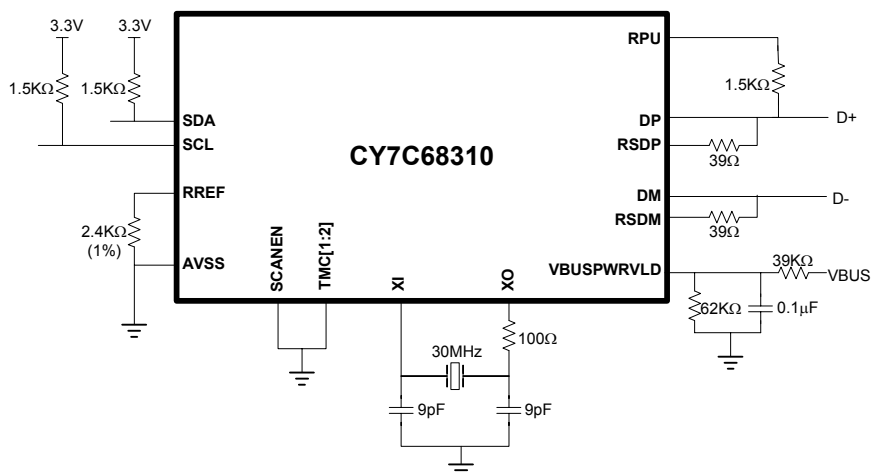 3.3V
3.3V
RPU
1.5KΩ
1.5KΩ
1.5KΩ
SDA
DP
D+
SCL
CY7C68310
RSDP
39Ω
RREF
DM
D-
2.4KΩ
(1%)
RSDM
39Ω
AVSS
SCANEN
TMC[1:2]
XI
XO
VBUSPWRVLD
39KΩ
VBUS
62KΩ
0.1µF
100Ω
30MHz
9pF
9pF